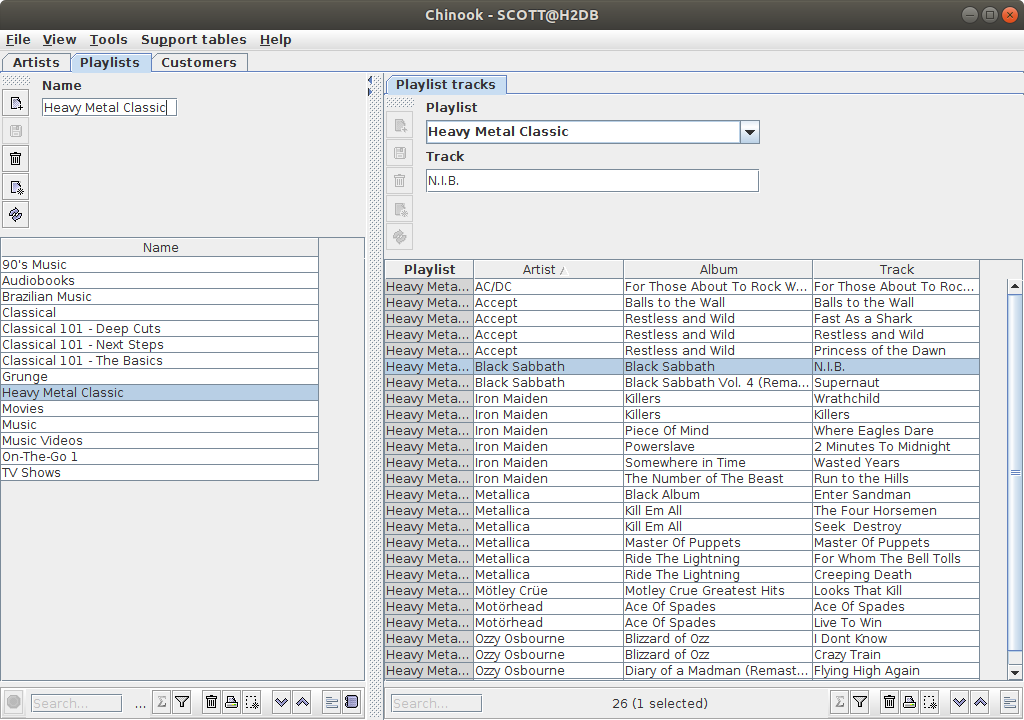 Chinook - SCOTT@H2DB
File View Tools Support tables Help
Artists Playlists Customers
Name
Heavy Metal Classic
Name
90's Music
Audiobooks
Brazilian Music
Classical
Classical 101 - Deep Cuts
Classical 101 - Next Steps
Classical 101 - The Basics
Grunge
Heavy Metal Classic
Movies
Music
Music Videos
On-The-Go 1
TV Shows
Search... ...
Playlist tracks
Playlist
Heavy Metal Classic
Track
N.I.B.
Playlist Artist Album Track
Heavy Meta... AC/DC For Those About To Rock W... For Those About To Roc...
Heavy Meta... Accept Balls to the Wall Balls to the Wall
Heavy Meta... Accept Restless and Wild Fast As a Shark
Heavy Meta... Accept Restless and Wild Restless and Wild
Heavy Meta... Accept Restless and Wild Princess of the Dawn
Heavy Meta... Black Sabbath Black Sabbath N.I.B.
Heavy Meta... Black Sabbath Black Sabbath Vol. 4 (Rema... Supernaut
Heavy Meta... Iron Maiden Killers Wrathchild
Heavy Meta... Iron Maiden Killers Killers
Heavy Meta... Iron Maiden Piece Of Mind Where Eagles Dare
Heavy Meta... Iron Maiden Powerslave 2 Minutes To Midnight
Heavy Meta... Iron Maiden Somewhere in Time Wasted Years
Heavy Meta... Iron Maiden The Number of The Beast Run to the Hills
Heavy Meta... Metallica Black Album Enter Sandman
Heavy Meta... Metallica Kill Em All The Four Horsemen
Heavy Meta... Metallica Kill Em All Seek  Destroy
Heavy Meta... Metallica Master Of Puppets Master Of Puppets
Heavy Meta... Metallica Ride The Lightning For Whom The Bell Tolls
Heavy Meta... Metallica Ride The Lightning Creeping Death
Heavy Meta... Mötley Crüe Motley Crue Greatest Hits Looks That Kill
Heavy Meta... Motörhead Ace Of Spades Ace Of Spades
Heavy Meta... Motörhead Ace Of Spades Live To Win
Heavy Meta... Ozzy Osbourne Blizzard of Ozz I Dont Know
Heavy Meta... Ozzy Osbourne Blizzard of Ozz Crazy Train
Heavy Meta... Ozzy Osbourne Diary of a Madman (Remast... Flying High Again
Search... 26 (1 selected)